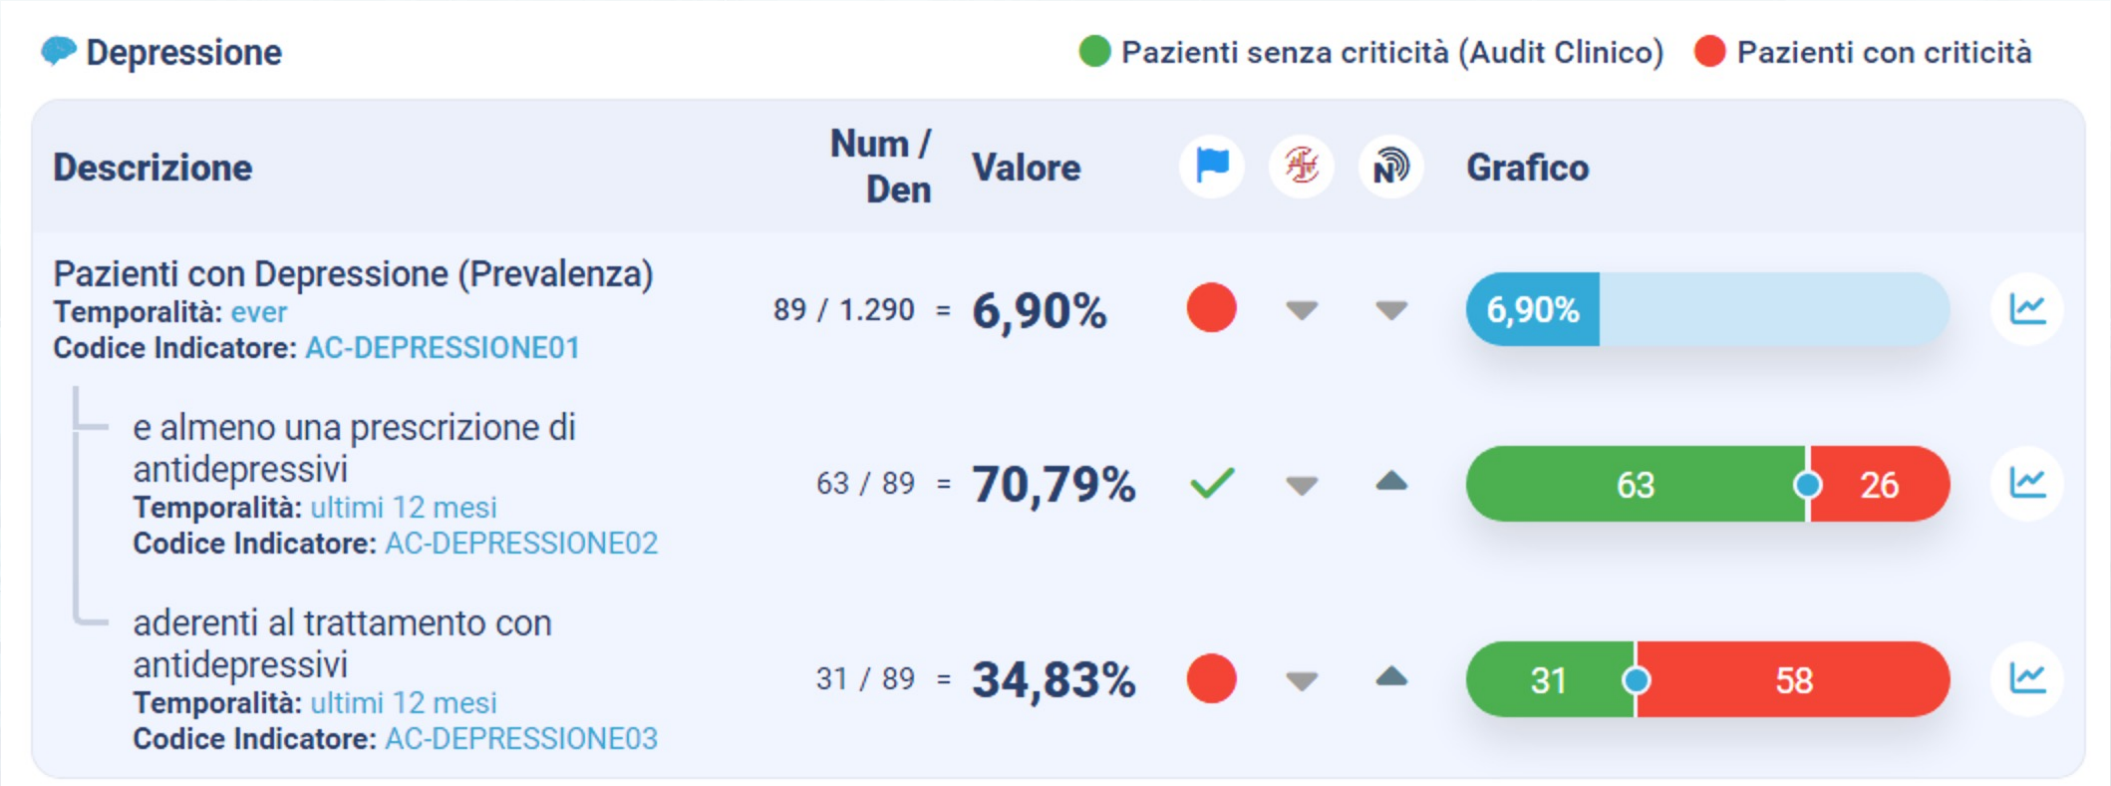 Depressione
Pazienti senza criticità (Audit Clinico)
Pazienti con criticità
Descrizione
Num /
Den
Valore
N
Grafico
Pazienti con Depressione (Prevalenza)
Temporalità: ever
Codice Indicatore: AC-DEPRESSIONE01
89 / 1.290 = 6,90%
6,90%
e almeno una prescrizione di
antidepressivi
Temporalità: ultimi 12 mesi
Codice Indicatore: AC-DEPRESSIONE02
63 / 89 = 70,79%
63
26
aderenti al trattamento con
antidepressivi
Temporalità: ultimi 12 mesi
Codice Indicatore: AC-DEPRESSIONE03
31 / 89 = 34,83%
31
58